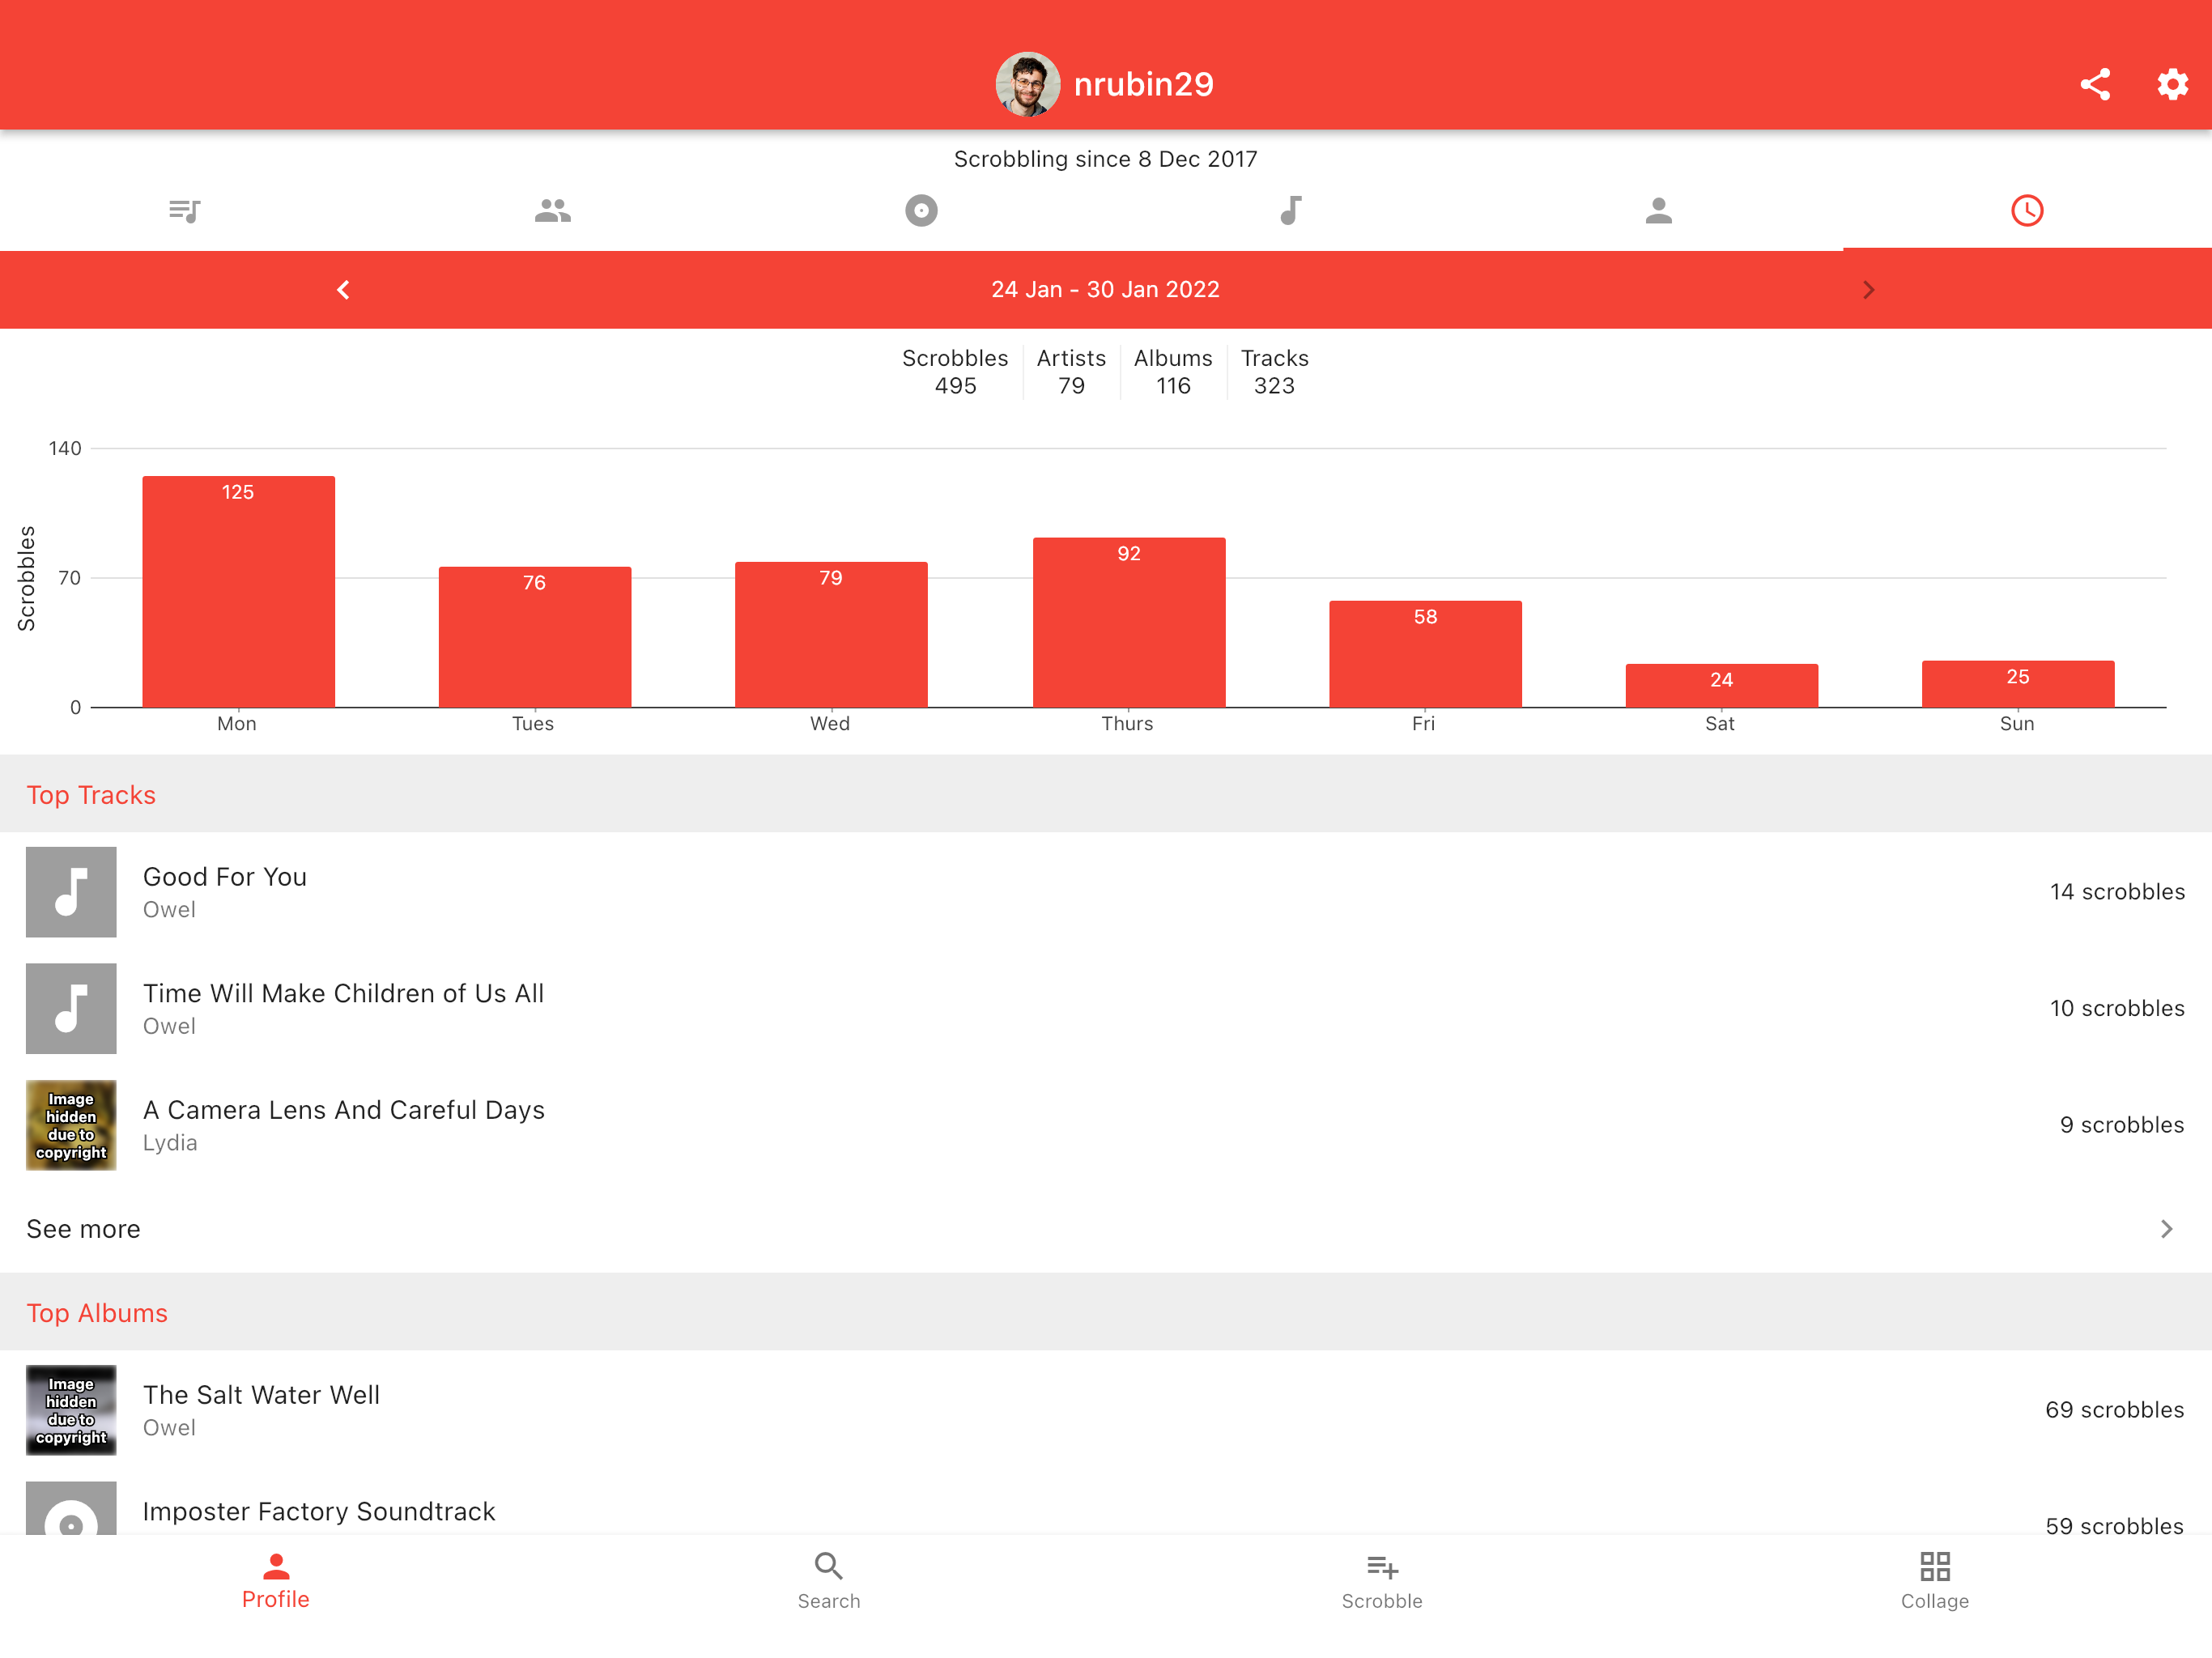 nrubin29
Scrobbling since 8 Dec 2017
24 Jan - 30 Jan 2022
Scrobbles Artists Albums Tracks
495 79 116 323
Scrobbles
140
70
0
125
76
79
92
58
24
25
Mon Tues Wed Thurs Fri Sat Sun
Top Tracks
Good For You
Owel
14 scrobbles
Time Will Make Children of Us All
Owel
10 scrobbles
Image
hidden
due to
copyright
A Camera Lens And Careful Days
Lydia
9 scrobbles
See more
Top Albums
Image
hidden
due to
copyright
The Salt Water Well
Owel
69 scrobbles
Imposter Factory Soundtrack
59 scrobbles
Profile Search Scrobble Collage